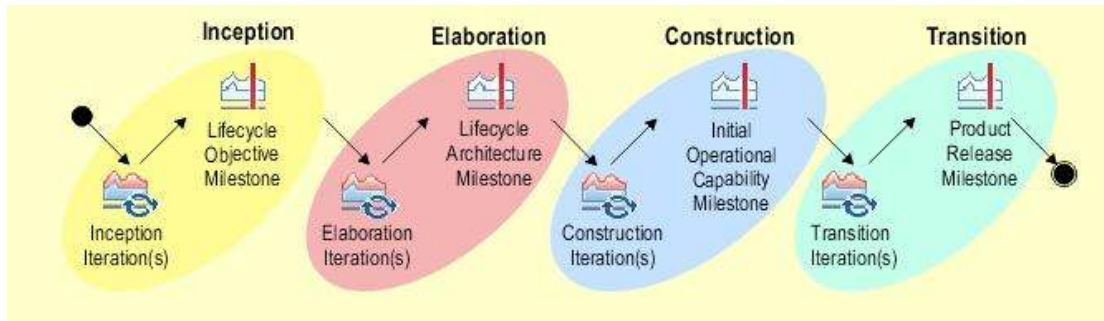 Inception
Elaboration
Construction
Transition
Lifecycle
Objective
Milestone
Lifecycle
Architecture
Milestone
Initial
Operational
Capability
Milestone
Product
Release
Milestone
Inception
Iteration(s)
Elaboration
Iteration(s)
Construction
Iteration(s)
Transition
Iteration(s)